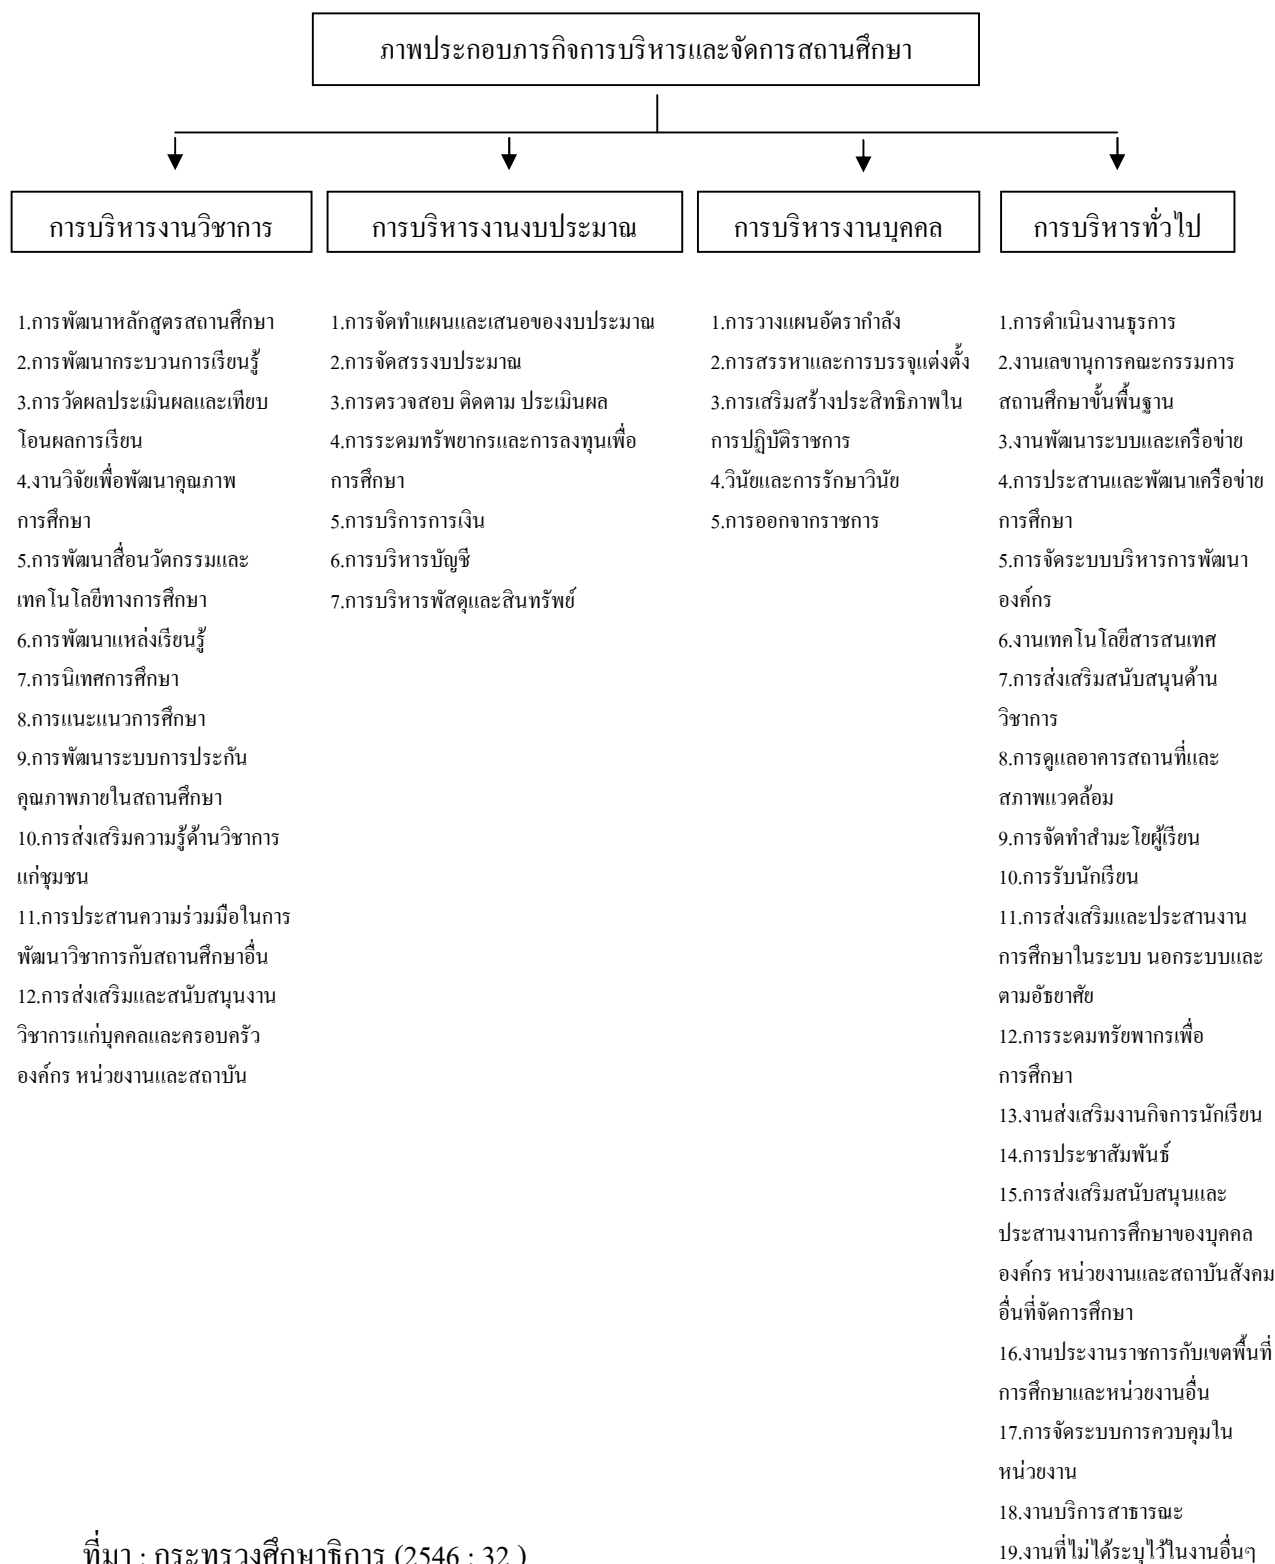 ภาพประกอบภารกิจการบริหารและจัดการสถานศึกษา
การบริหารงานวิชาการ
1.การพัฒนาหลักสูตรสถานศึกษา
2.การพัฒนากระบวนการเรียนรู้
3.การวัดผลประเมินผลและเทียบ
โอนผลการเรียน
4.งานวิจัยเพื่อพัฒนาคุณภาพ
การศึกษา
5.การพัฒนาสื่อนวัตกรรมและ
เทคโนโลยีทางการศึกษา
6.การพัฒนาแหล่งเรียนรู้
7.การนิเทศการศึกษา
8.การแนะแนวการศึกษา
9.การพัฒนาระบบการประกัน
คุณภาพภายในสถานศึกษา
10.การส่งเสริมความรู้ด้านวิชาการ
แก่ชุมชน
11.การประสานความร่วมมือในการ
พัฒนาวิชาการกับสถานศึกษาอื่น
12.การส่งเสริมและสนับสนุนงาน
วิชาการแก่บุคคลและครอบครัว
องค์กร หน่วยงานและสถาบัน
การบริหารงานงบประมาณ
1.การจัดทำแผนและเสนอของงบประมาณ
2.การจัดสรรงบประมาณ
3.การตรวจสอบ ติดตาม ประเมินผล
4.การระดมทรัพยากรและการลงทุนเพื่อ
การศึกษา
5.การบริการการเงิน
6.การบริหารบัญชี
7.การบริหารพัสดุและสินทรัพย์
การบริหารงานบุคคล
1.การวางแผนอัตรากำลัง
2.การสรรหาและการบรรจุแต่งตั้ง
3.การเสริมสร้างประสิทธิภาพใน
การปฏิบัติราชการ
4.วินัยและการรักษาวินัย
5.การออกจากราชการ
การบริหารทั่วไป
1.การดำเนินงานธุรการ
2.งานเลขานุการคณะกรรมการ
สถานศึกษาขั้นพื้นฐาน
3.งานพัฒนาระบบและเครือข่าย
4.การประสานและพัฒนาเครือข่าย
การศึกษา
5.การจัดระบบบริหารการพัฒนา
องค์กร
6.งานเทคโนโลยีสารสนเทศ
7.การส่งเสริมสนับสนุนด้าน
วิชาการ
8.การดูแลอาคารสถานที่และ
สภาพแวดล้อม
9.การจัดทำสำมะโยผู้เรียน
10.การรับนักเรียน
11.การส่งเสริมและประสานงาน
การศึกษาในระบบ นอกระบบและ
ตามอัธยาศัย
12.การระดมทรัยพากรเพื่อ
การศึกษา
13.งานส่งเสริมงานกิจการนักเรียน
14.การประชาสัมพันธ์
15.การส่งเสริมสนับสนุนและ
ประสานงานการศึกษาของบุคคล
องค์กร หน่วยงานและสถาบันสังคม
อื่นที่จัดการศึกษา
16.งานประงานราชการกับเขตพื้นที่
การศึกษาและหน่วยงานอื่น
17.การจัดระบบการควบคุมใน
หน่วยงาน
18.งานบริการสาธารณะ
19.งานที่ไม่ได้ระบุไว้ในงานอื่นๆ
ที่มา : กระทรวงศึกษาธิการ (2546 : 32 )